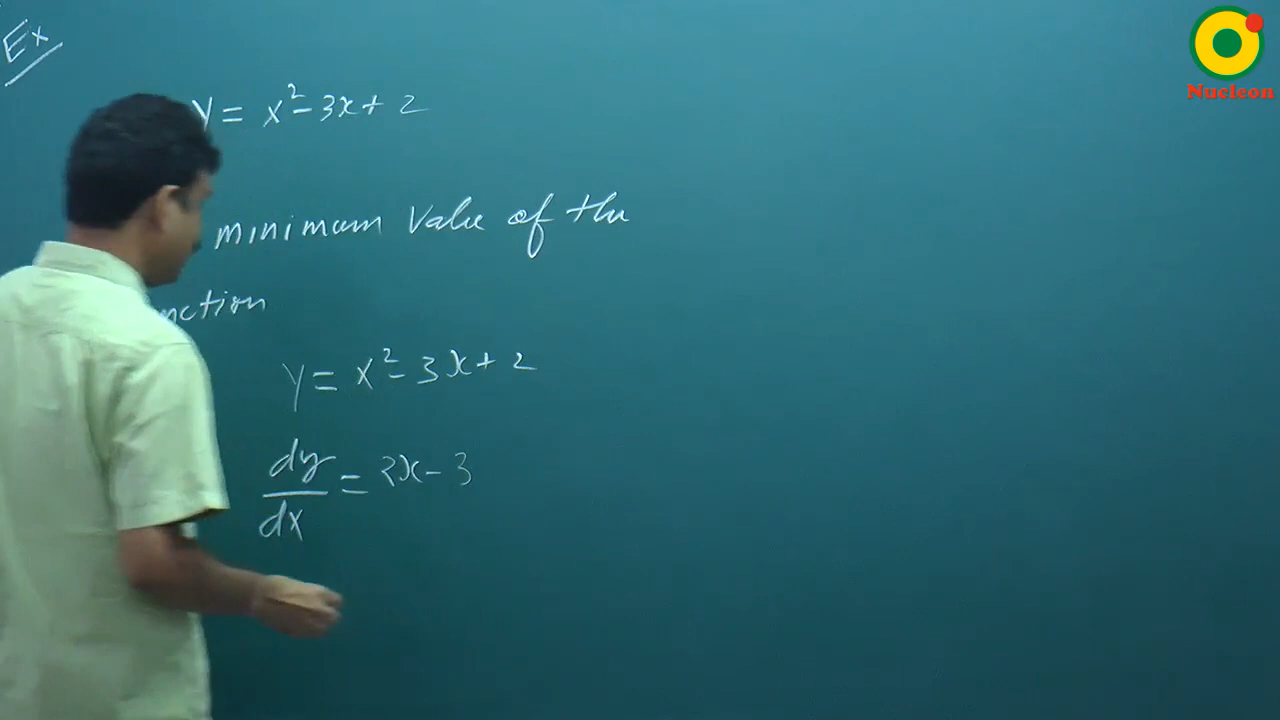 Ex
Nucleon
y = x² - 3x + 2
minimum value of the
nction
y = x² - 3x + 2
dy/dx = 2x - 3